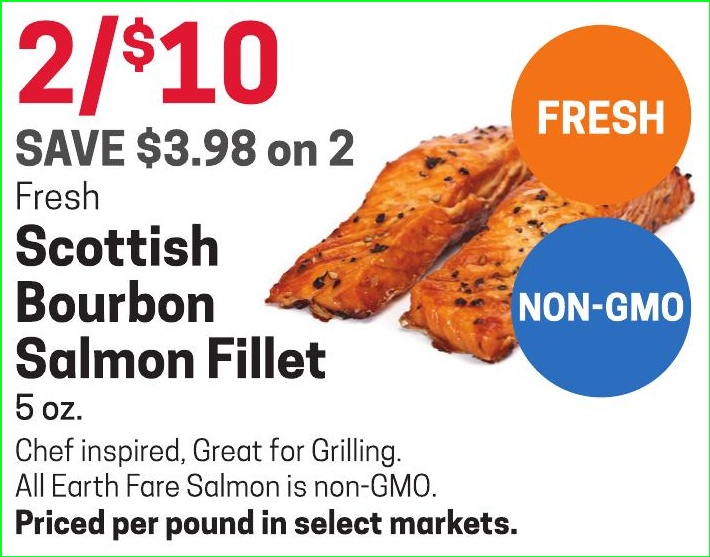 2/$10
SAVE $3.98 on 2
Fresh
Scottish
Bourbon
Salmon Fillet
5 oz.
Chef inspired, Great for Grilling.
All Earth Fare Salmon is non-GMO.
Priced per pound in select markets.
FRESH
NON-GMO